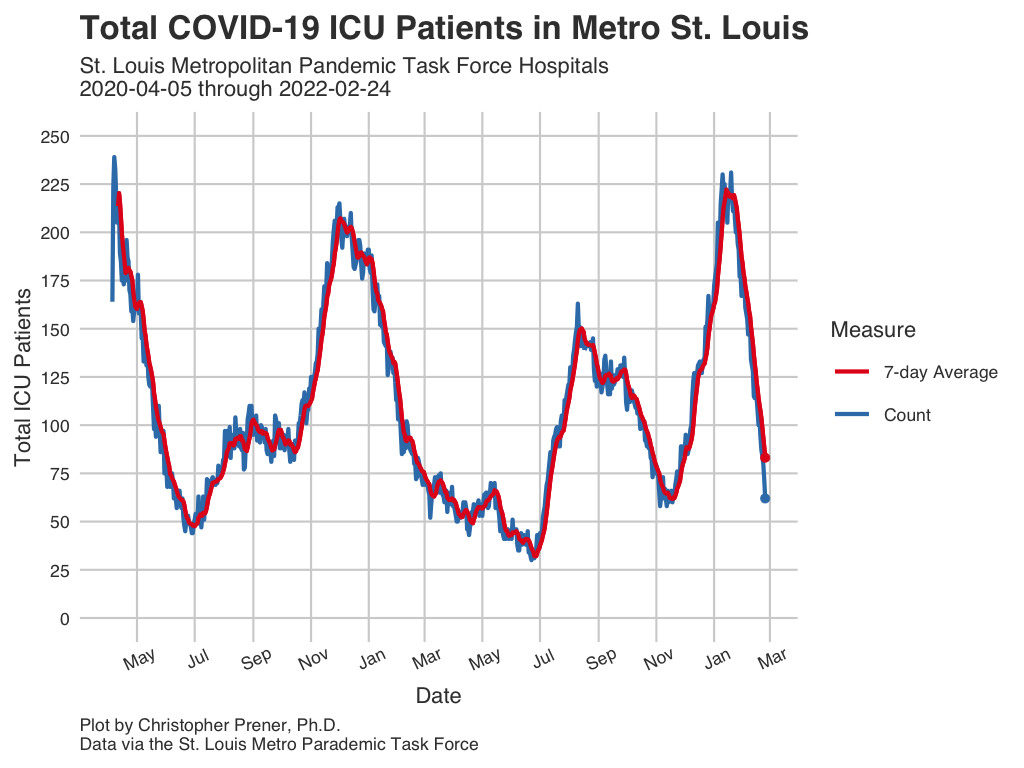 Total COVID-19 ICU Patients in Metro St. Louis
St. Louis Metropolitan Pandemic Task Force Hospitals
2020-04-05 through 2022-02-24
250
225
200
175
150
125
100
75
50
25
0
Total ICU Patients
May
Jul
Sep
Nov
Jan
Mar
May
Jul
Sep
Nov
Jan
Mar
Date
Measure
7-day Average
Count
Plot by Christopher Prener, Ph.D.
Data via the St. Louis Metro Parademic Task Force